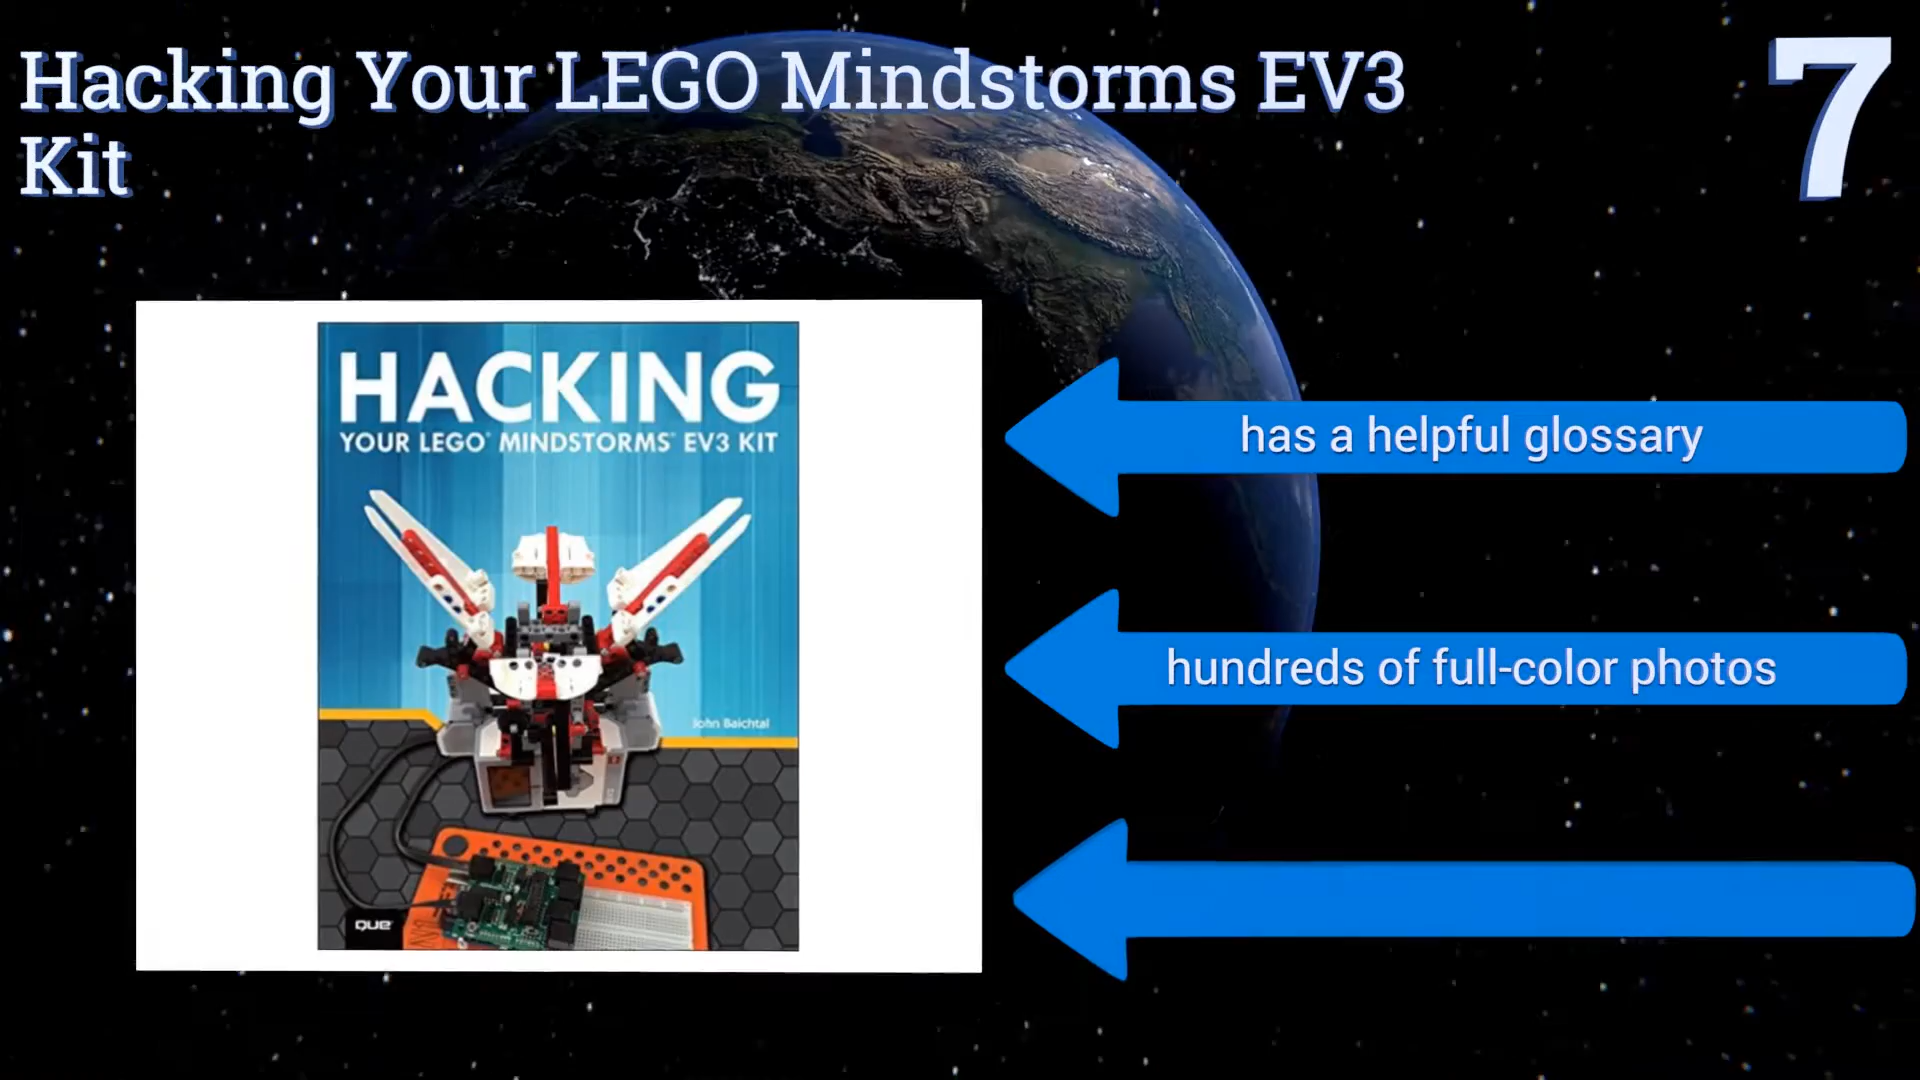 Hacking Your LEGO Mindstorms EV3
Kit
7
HACKING
YOUR LEGO® MINDSTORMS™ EV3 KIT
John Baichtal
QUE®
has a helpful glossary
hundreds of full-color photos